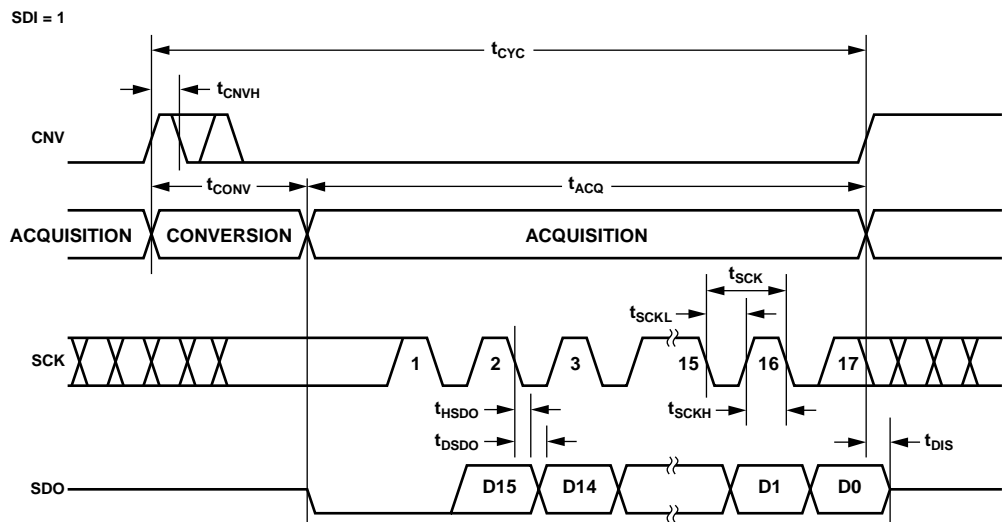 SDI = 1
tCYC
tCNVH
CNV
tCONV
tACQ
ACQUISITION
CONVERSION
ACQUISITION
tSCK
tSCKL
SCK
1
2
3
15
16
17
tHSDO
tSCKH
tDSDO
tDIS
SDO
D15
D14
D1
D0